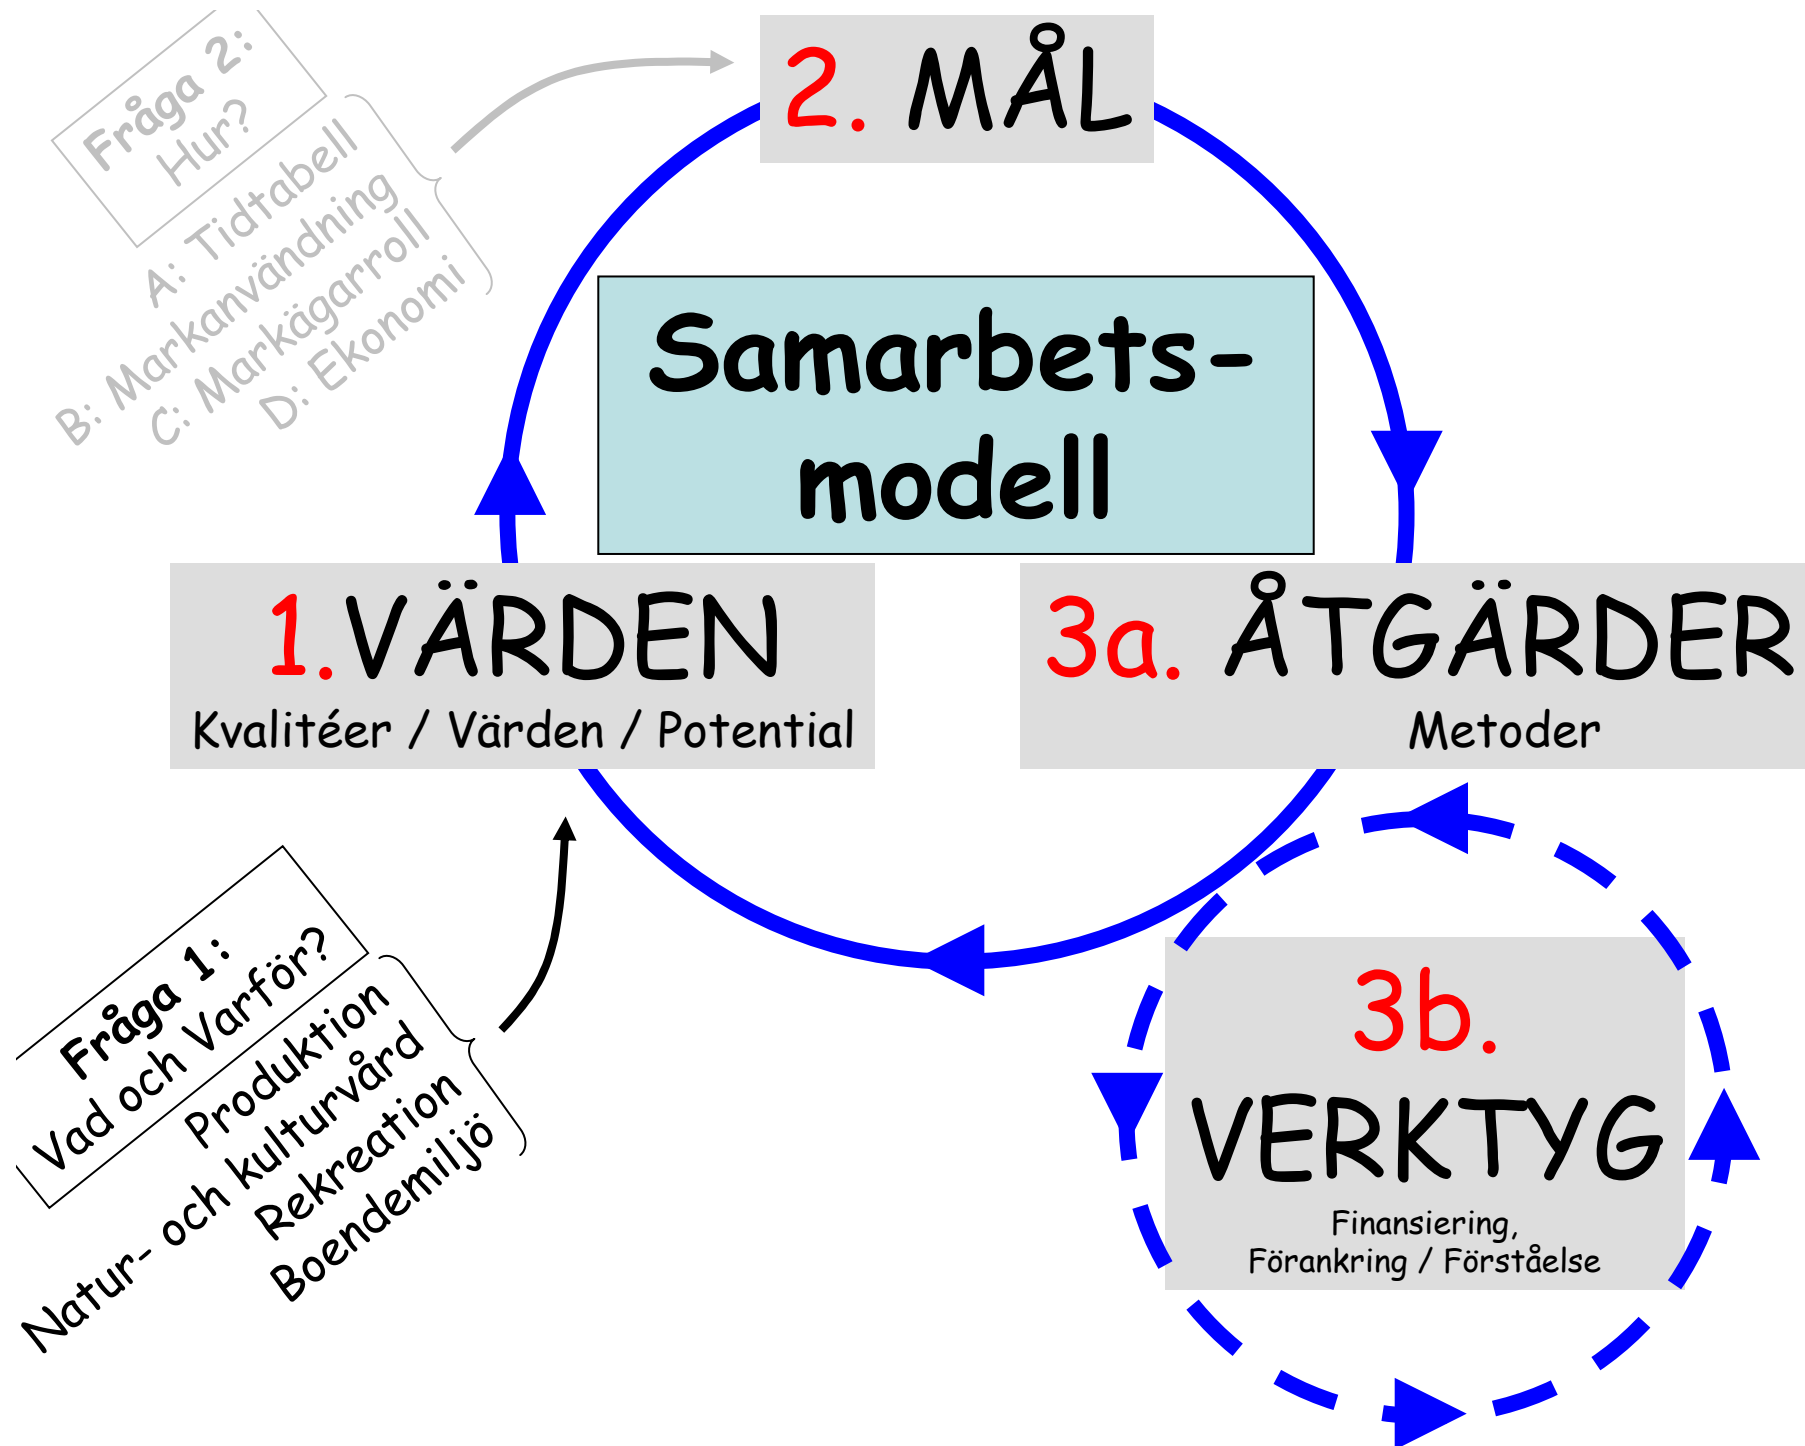 Fråga 2:
Hur?
A: Tidtabell
B: Markanvändning
C: Markägarroll
D: Ekonomi
2. MÅL
Samarbets-
modell
1.VÄRDEN
Kvalitéer / Värden / Potential
3a. ÅTGÄRDER
Metoder
Fråga 1:
Vad och Varför?
Produktion
Natur- och kulturvård
Rekreation
Boendemiljö
3b.
VERKTYG
Finansiering,
Förankring / Förståelse